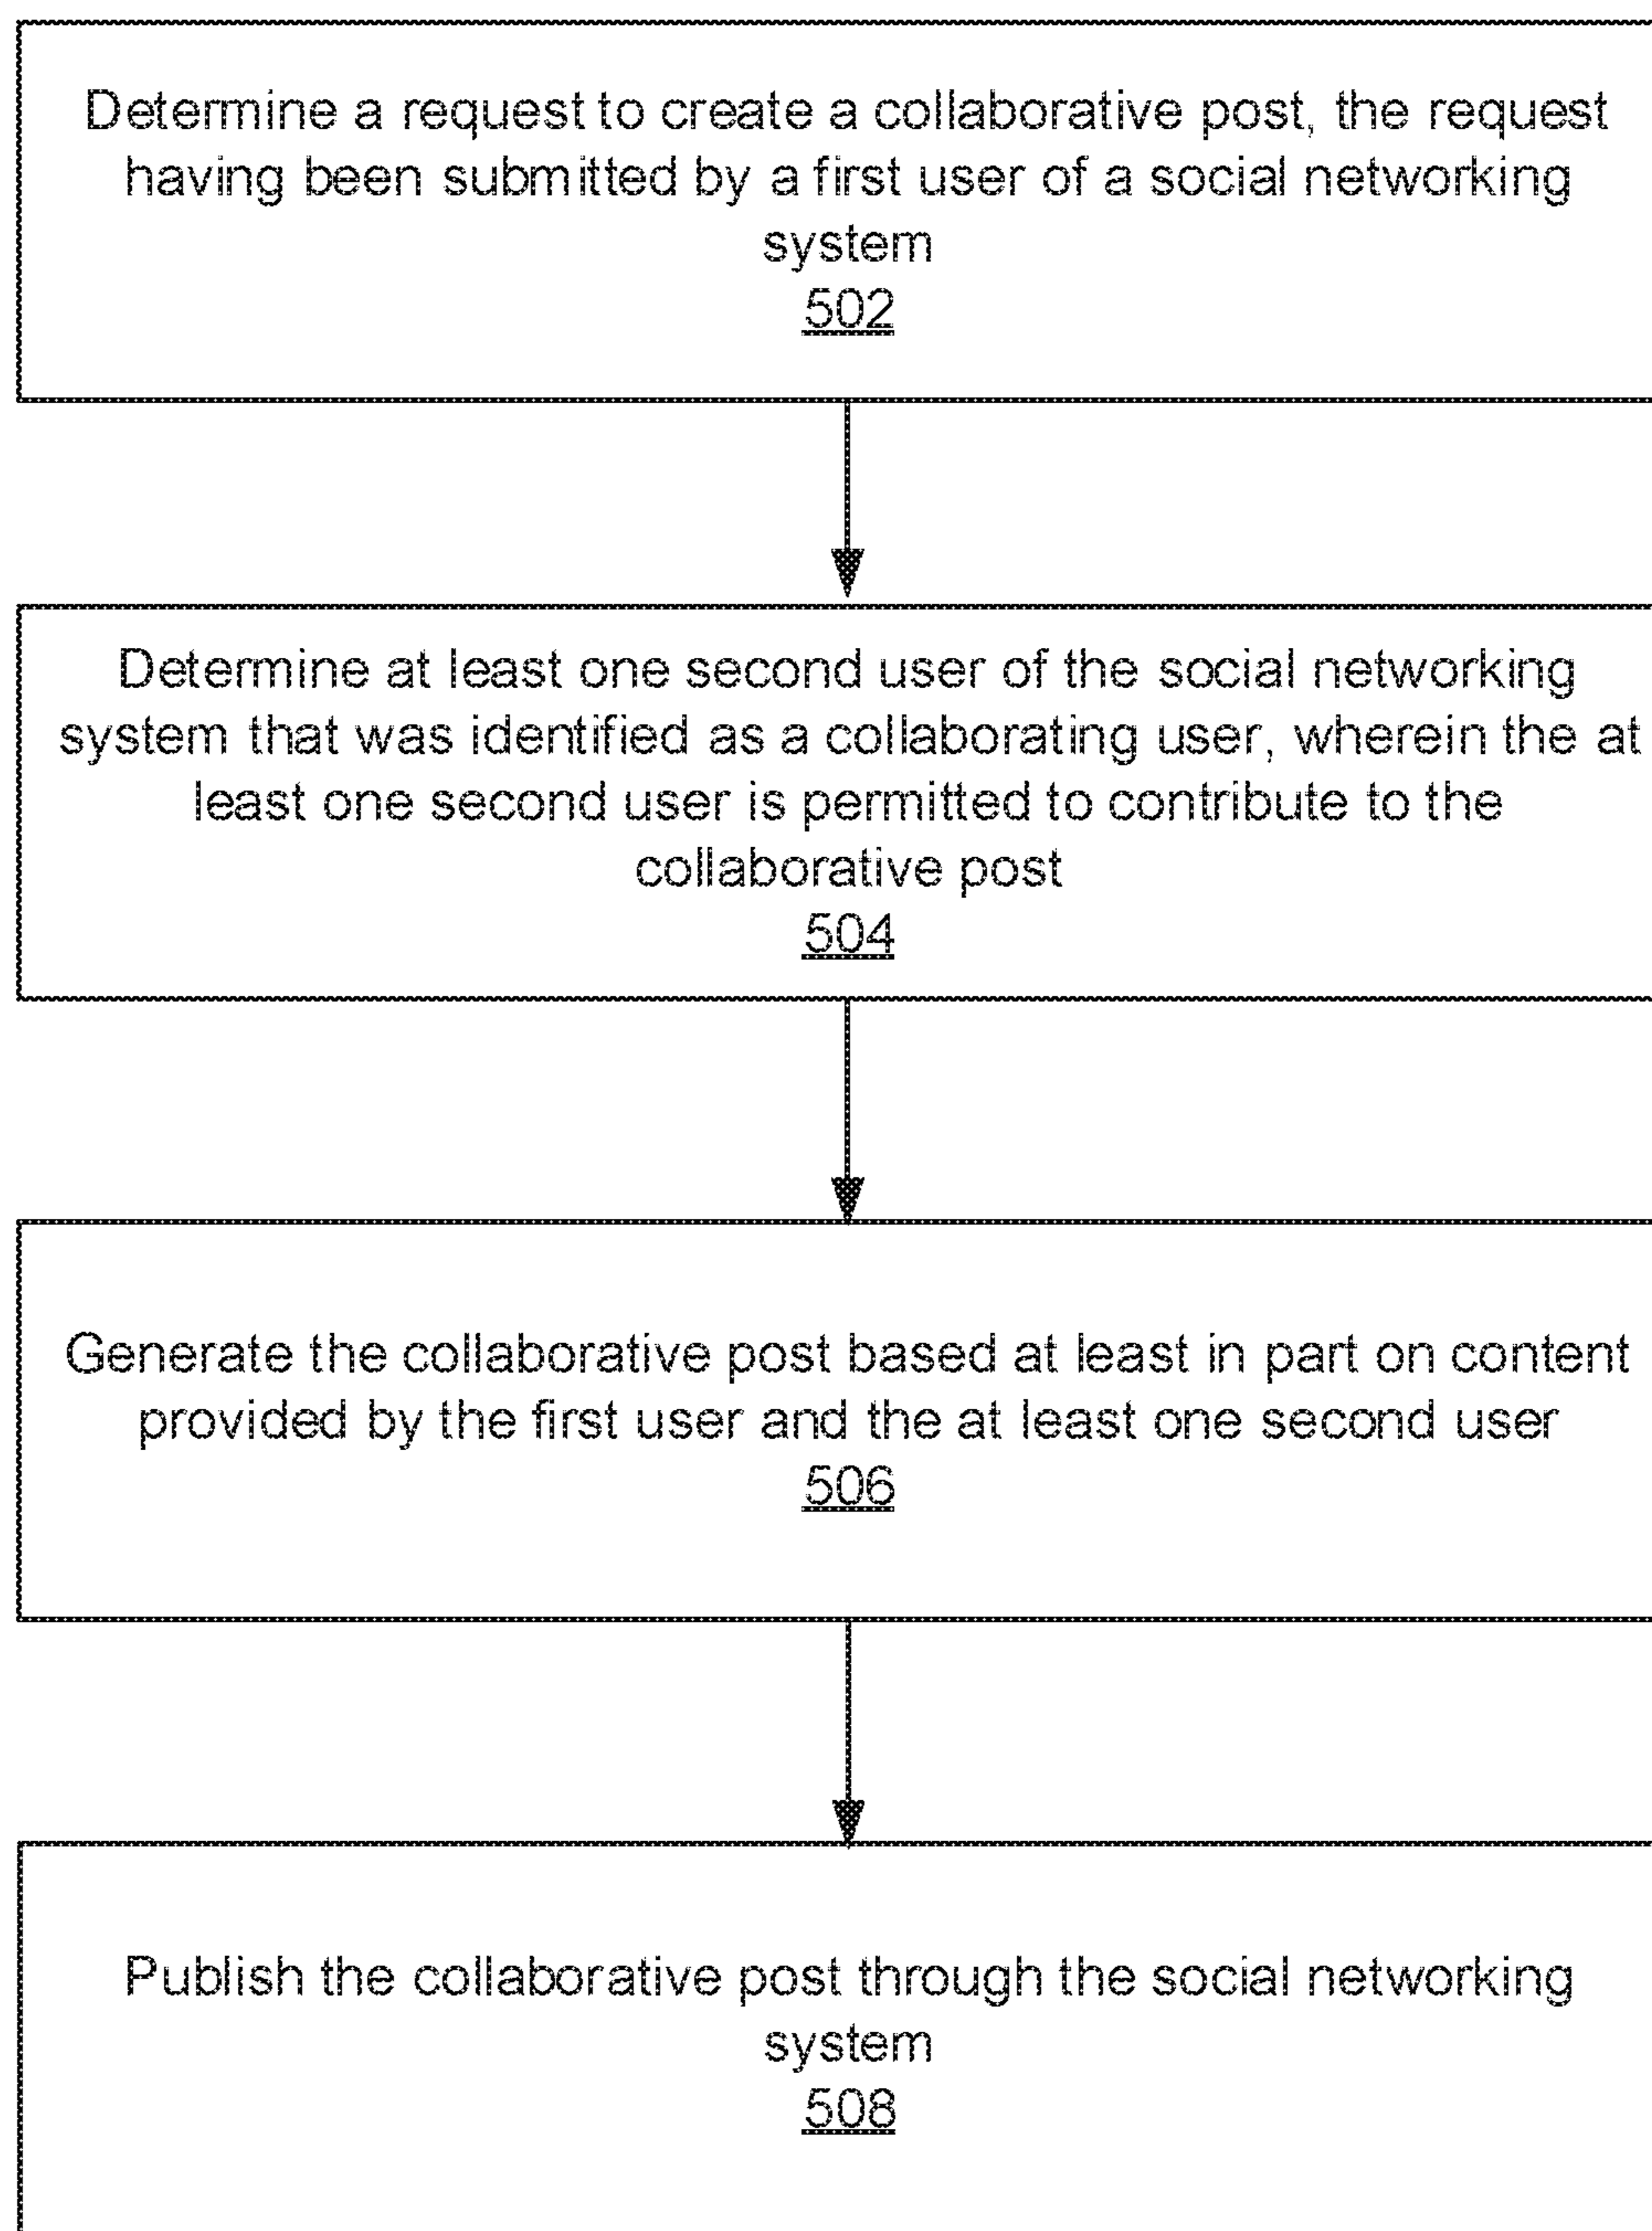 Determine a request to create a collaborative post, the request
having been submitted by a first user of a social networking
system
502
Determine at least one second user of the social networking
system that was identified as a collaborating user, wherein the at
least one second user is permitted to contribute to the
collaborative post
504
Generate the collaborative post based at least in part on content
provided by the first user and the at least one second user
506
Publish the collaborative post through the social networking
system
508